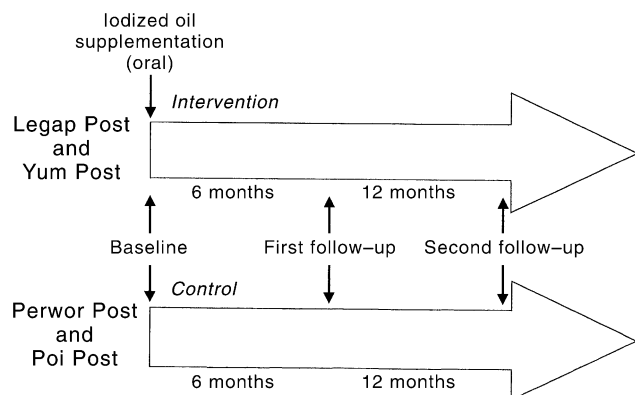 Iodized oil
supplementation
(oral)
Intervention
Legap Post
and
Yum Post
6 months
12 months
Baseline
First follow–up
Second follow–up
Control
Perwor Post
and
Poi Post
6 months
12 months